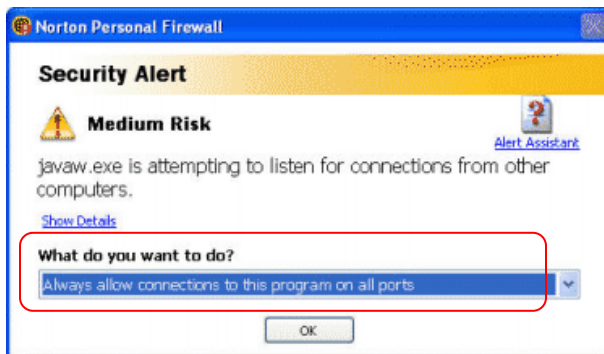 Norton Personal Firewall
Security Alert
Medium Risk
Alert Assistant
javaw.exe is attempting to listen for connections from other
computers.
Show Details
What do you want to do?
Always allow connections to this program on all ports
OK